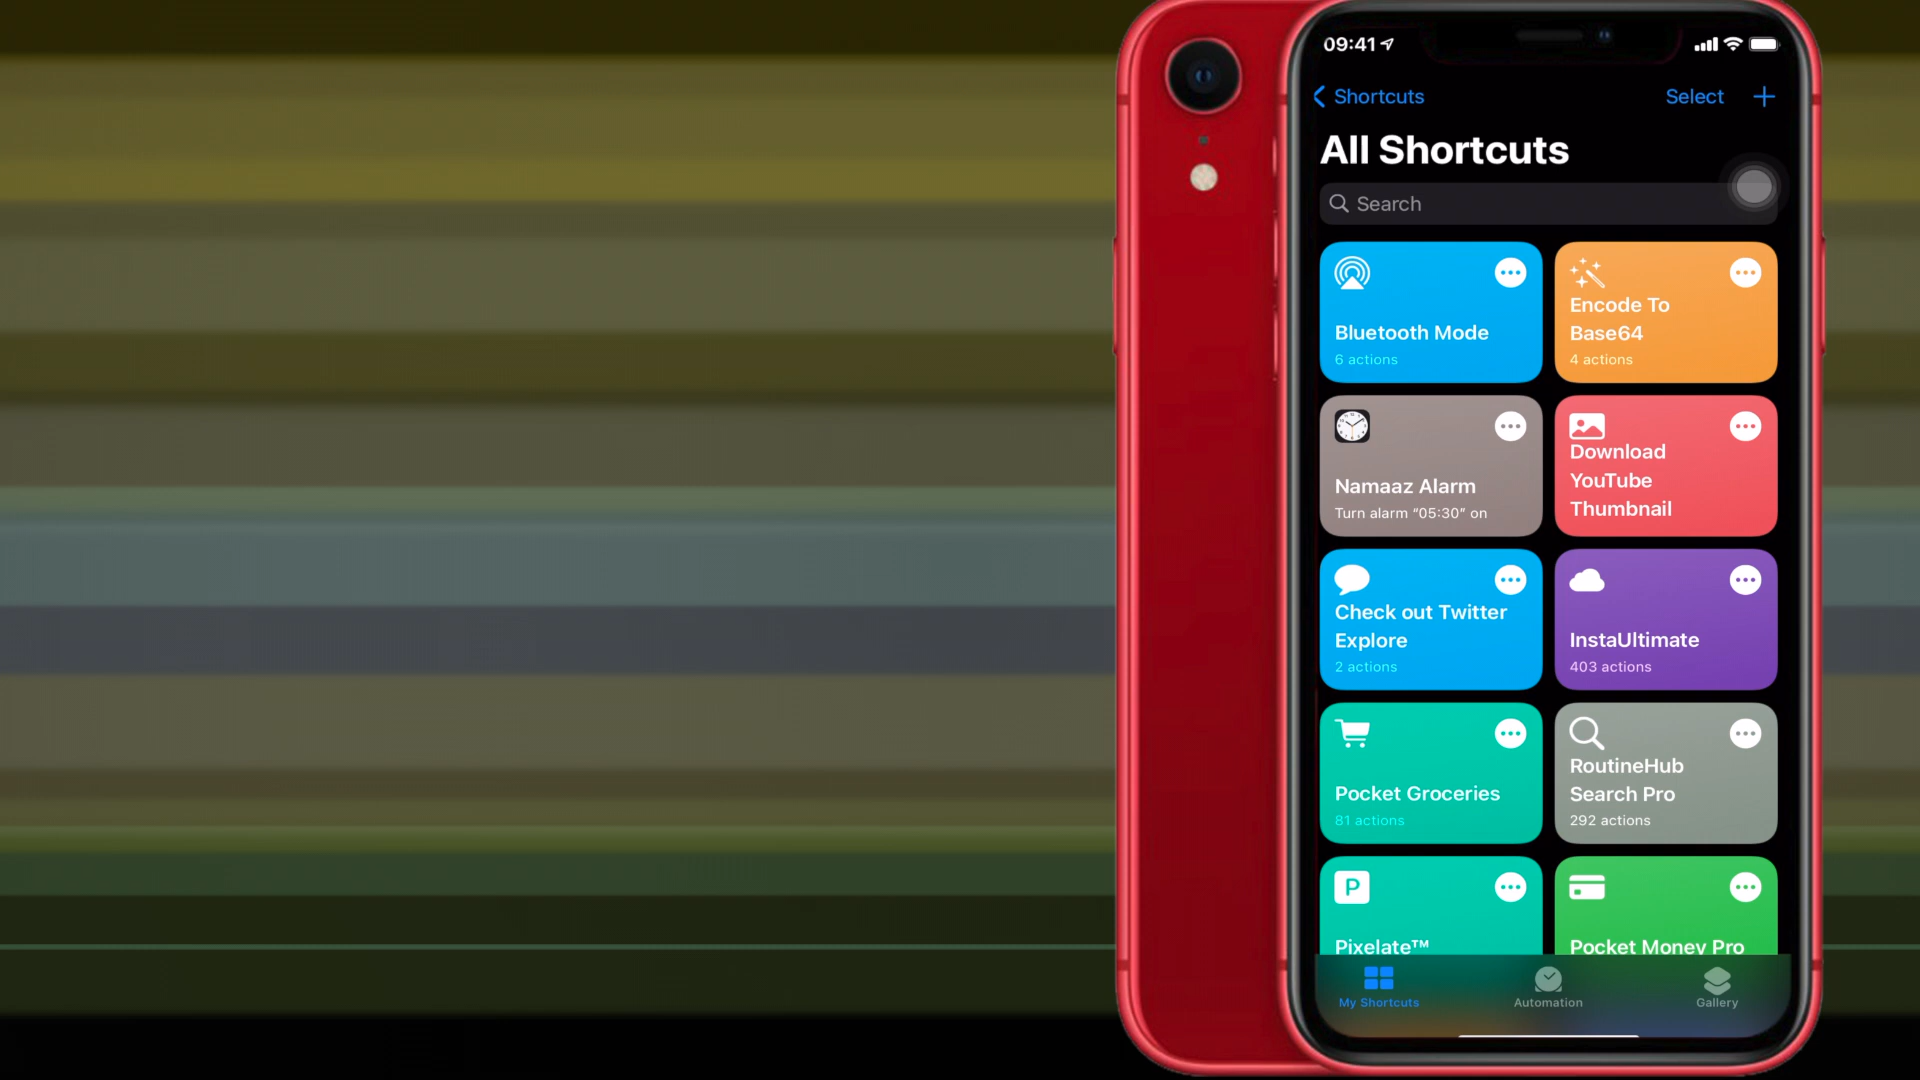 09:41
Shortcuts
Select
All Shortcuts
Search
Bluetooth Mode
6 actions
Encode To
Base64
4 actions
Namaaz Alarm
Turn alarm “05:30” on
Download
YouTube
Thumbnail
Check out Twitter
Explore
2 actions
InstaUltimate
403 actions
Pocket Groceries
81 actions
RoutineHub
Search Pro
292 actions
P
Pixelate™
Pocket Money Pro
My Shortcuts
Automation
Gallery